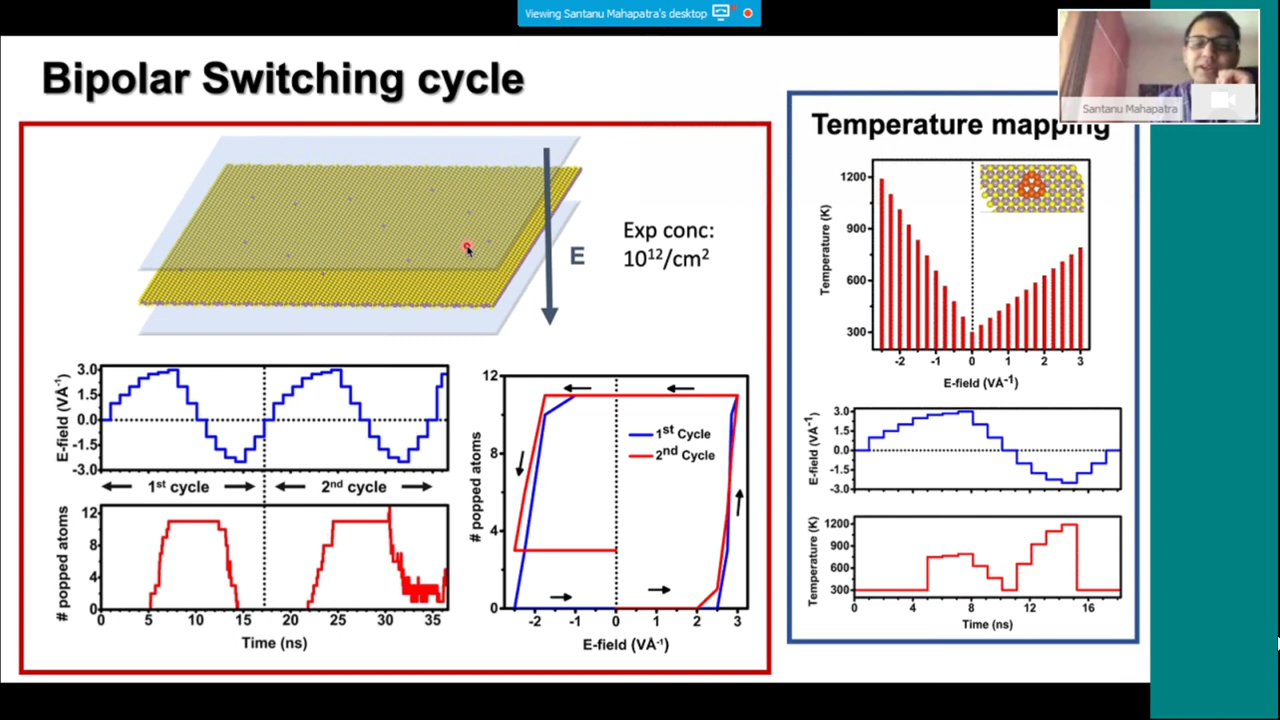 Viewing Santanu Mahapatra's desktop
Santanu Mahapatra
Bipolar Switching cycle
E
Exp conc:
10¹²/cm²
E-field (VÅ⁻¹)
3.0
1.5
0.0
-1.5
-3.0
1st cycle
2nd cycle
# popped atoms
12
8
4
0
0 5 10 15 20 25 30 35
Time (ns)
# popped atoms
12
8
4
0
1st Cycle
2nd Cycle
-2 -1 0 1 2 3
E-field (VÅ⁻¹)
Temperature mapping
Temperature (K)
1200
900
600
300
-2 -1 0 1 2 3
E-field (VÅ⁻¹)
E-field (VÅ⁻¹)
3.0
1.5
0.0
-1.5
-3.0
Temperature (K)
1200
900
600
300
0 4 8 12 16
Time (ns)